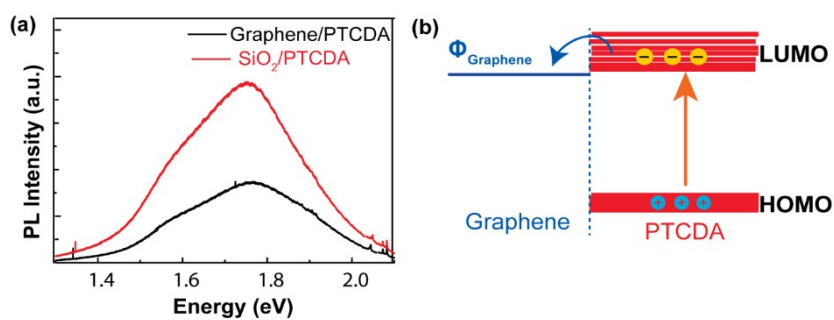 (a)
Graphene/PTCDA
SiO₂/PTCDA
PL Intensity (a.u.)
1.4 1.6 1.8 2.0
Energy (eV)
(b)
Φ_Graphene
LUMO
− − −
+ + +
HOMO
Graphene
PTCDA